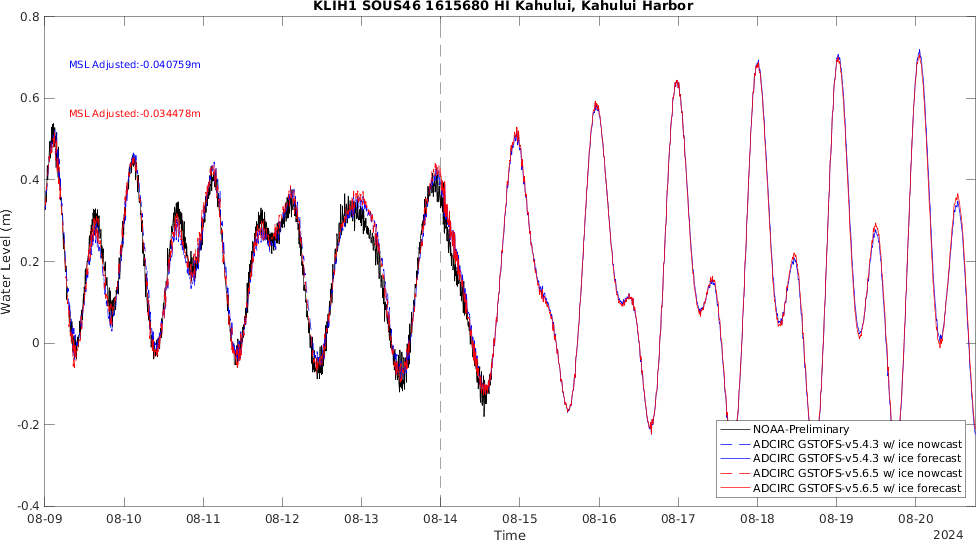 KLIH1 SOUS46 1615680 HI Kahului, Kahului Harbor
0.8
0.6
0.4
0.2
0
-0.2
-0.4
Water Level (m)
MSL Adjusted:-0.040759m
MSL Adjusted:-0.034478m
NOAA-Preliminary
ADCIRC GSTOFS-v5.4.3 w/ ice nowcast
ADCIRC GSTOFS-v5.4.3 w/ ice forecast
ADCIRC GSTOFS-v5.6.5 w/ ice nowcast
ADCIRC GSTOFS-v5.6.5 w/ ice forecast
08-09 08-10 08-11 08-12 08-13 08-14 08-15 08-16 08-17 08-18 08-19 08-20
Time
2024